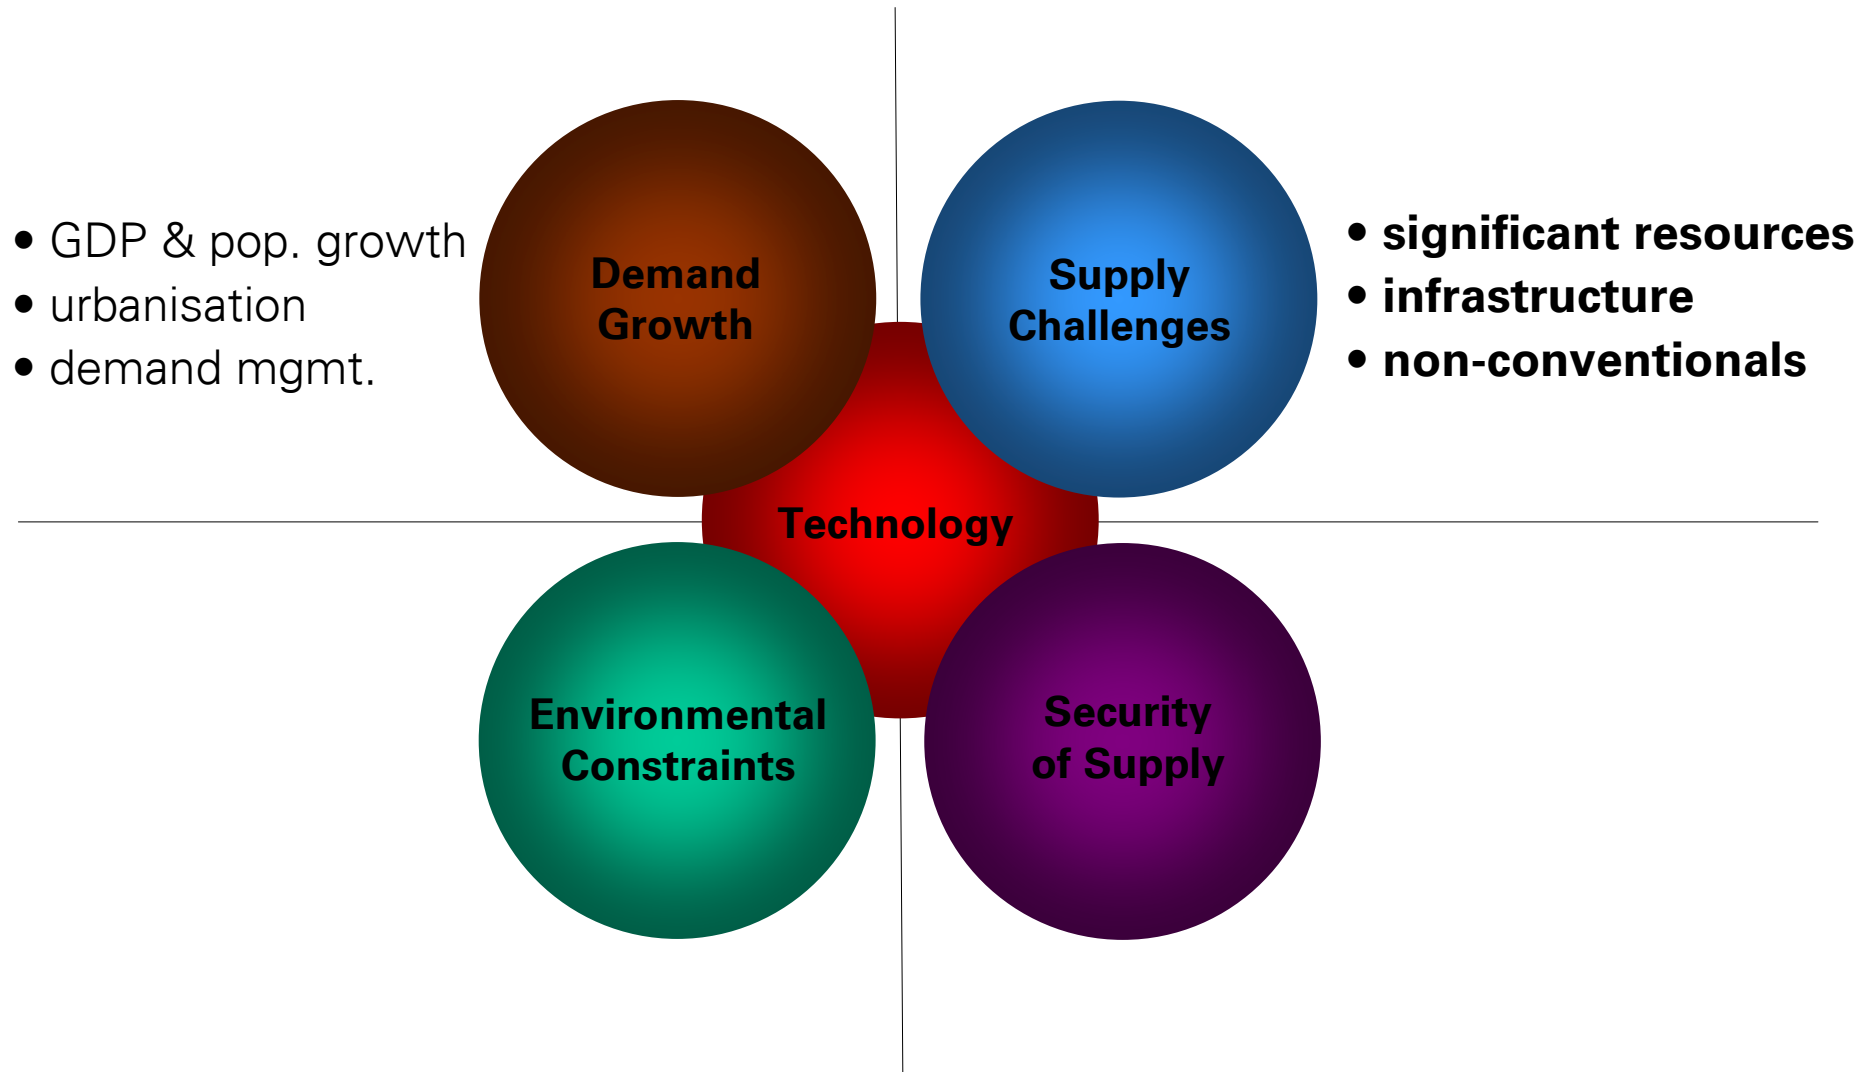 • GDP & pop. growth
• urbanisation
• demand mgmt.
Demand
Growth
Supply
Challenges
• significant resources
• infrastructure
• non-conventionals
Technology
Environmental
Constraints
Security
of Supply